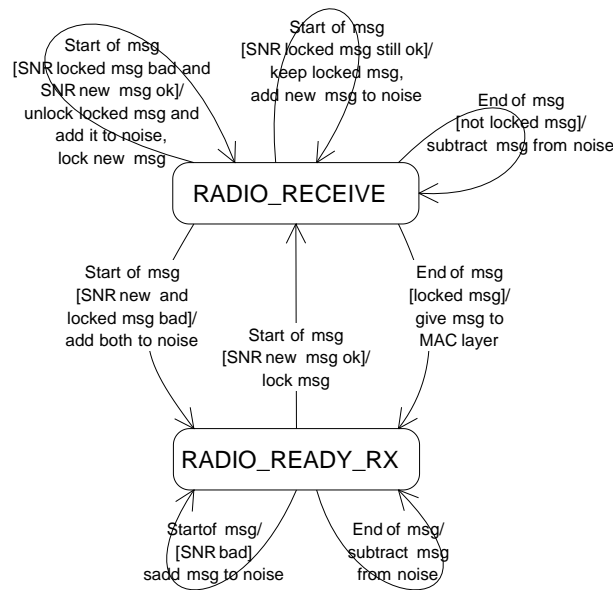 Start of msg
[SNR locked msg bad and
SNR new msg ok]/
unlock locked msg and
add it to noise,
lock new msg
Start of msg
[SNR locked msg still ok]/
keep locked msg,
add new msg to noise
End of msg
[not locked msg]/
subtract msg from noise
RADIO_RECEIVE
Start of msg
[SNR new and
locked msg bad]/
add both to noise
Start of msg
[SNR new msg ok]/
lock msg
End of msg
[locked msg]/
give msg to
MAC layer
RADIO_READY_RX
Startof msg/
[SNR bad]
sadd msg to noise
End of msg/
subtract msg
from noise